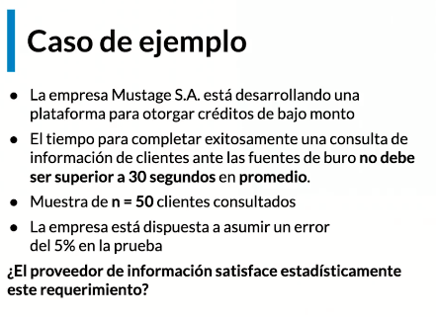 Caso de ejemplo
● La empresa Mustage S.A. está desarrollando una
plataforma para otorgar créditos de bajo monto
● El tiempo para completar exitosamente una consulta de
información de clientes ante las fuentes de buro no debe
ser superior a 30 segundos en promedio.
● Muestra de n = 50 clientes consultados
● La empresa está dispuesta a asumir un error
del 5% en la prueba
¿El proveedor de información satisface estadísticamente
este requerimiento?